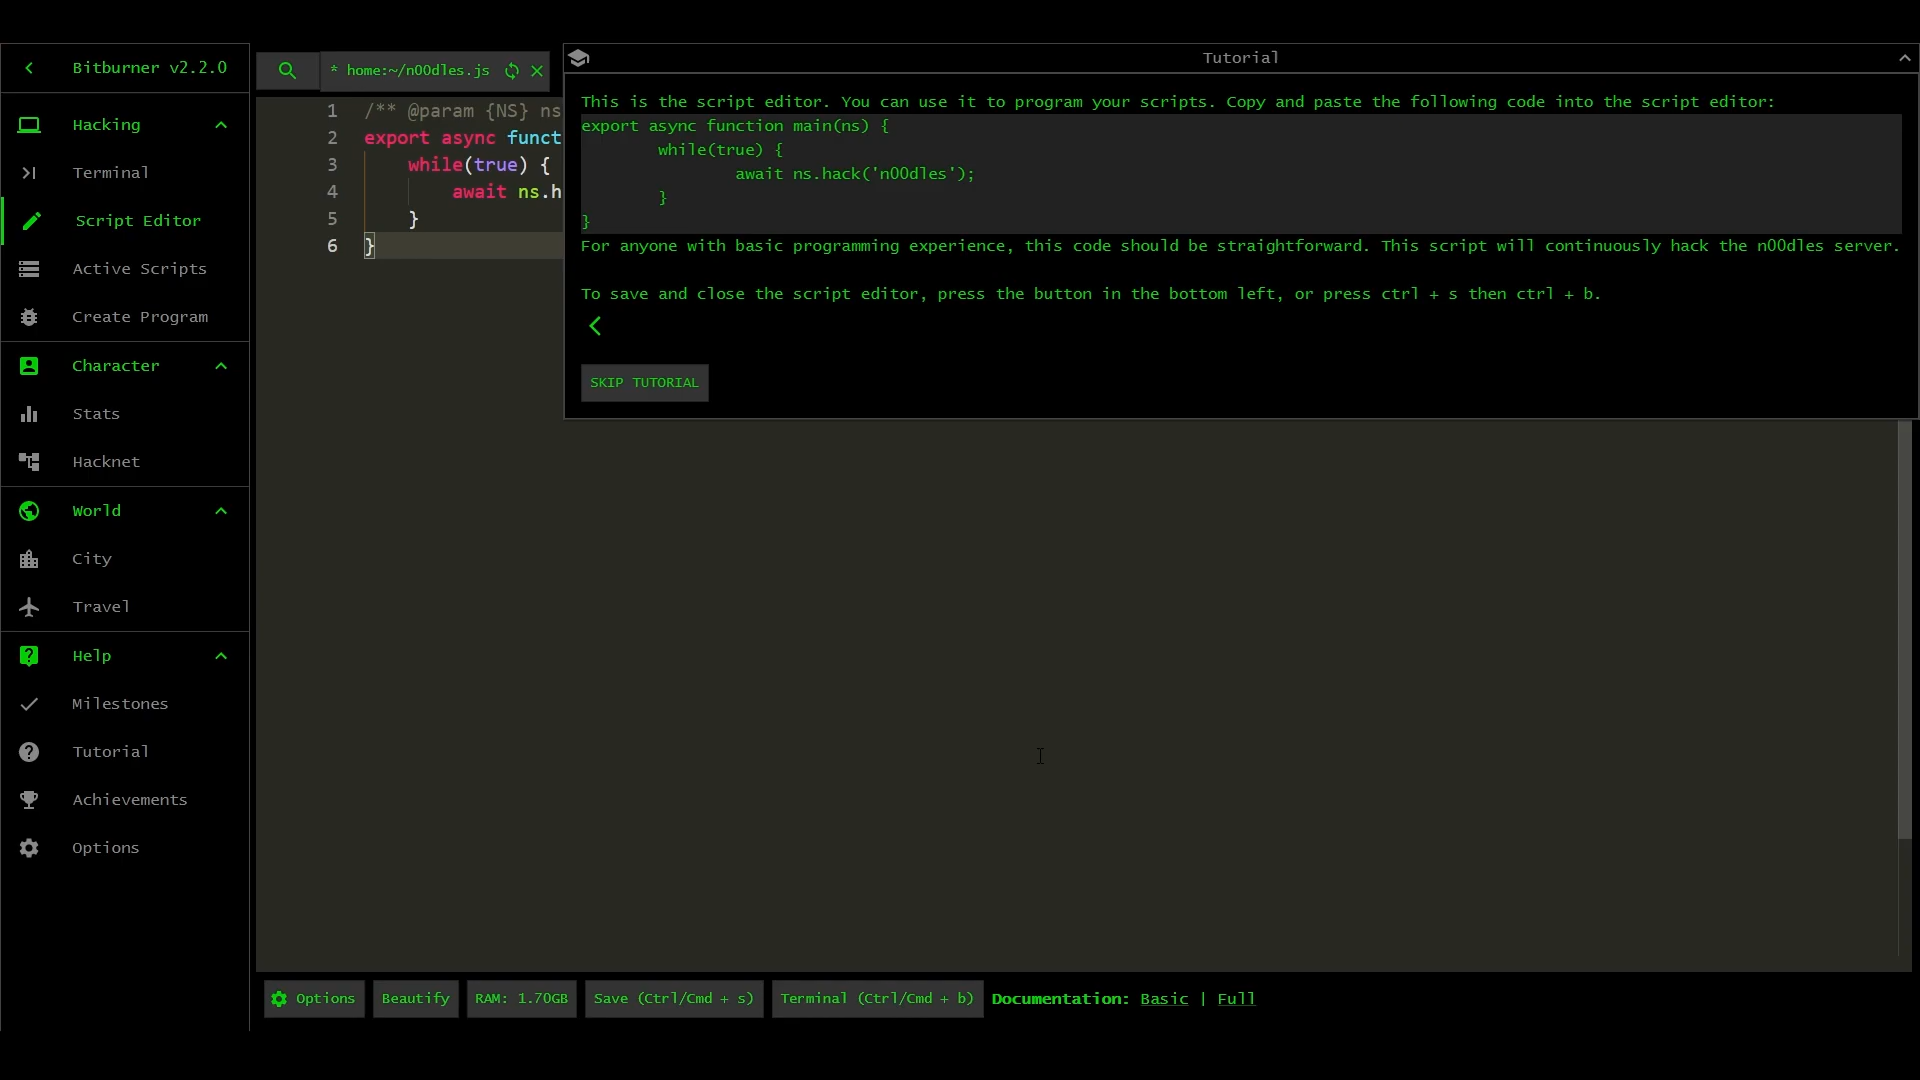 Bitburner v2.2.0
Hacking
Terminal
Script Editor
Active Scripts
Create Program
Character
Stats
Hacknet
World
City
Travel
Help
Milestones
Tutorial
Achievements
Options
* home:~/n00dles.js
1 /** @param {NS} ns
2 export async funct
3 while(true) {
4 await ns.h
5 }
6 }
Tutorial
This is the script editor. You can use it to program your scripts. Copy and paste the following code into the script editor:
export async function main(ns) {
while(true) {
await ns.hack('n00dles');
}
}
For anyone with basic programming experience, this code should be straightforward. This script will continuously hack the n00dles server.
To save and close the script editor, press the button in the bottom left, or press ctrl + s then ctrl + b.
SKIP TUTORIAL
Options
Beautify
RAM: 1.70GB
Save (Ctrl/Cmd + s)
Terminal (Ctrl/Cmd + b)
Documentation: Basic | Full